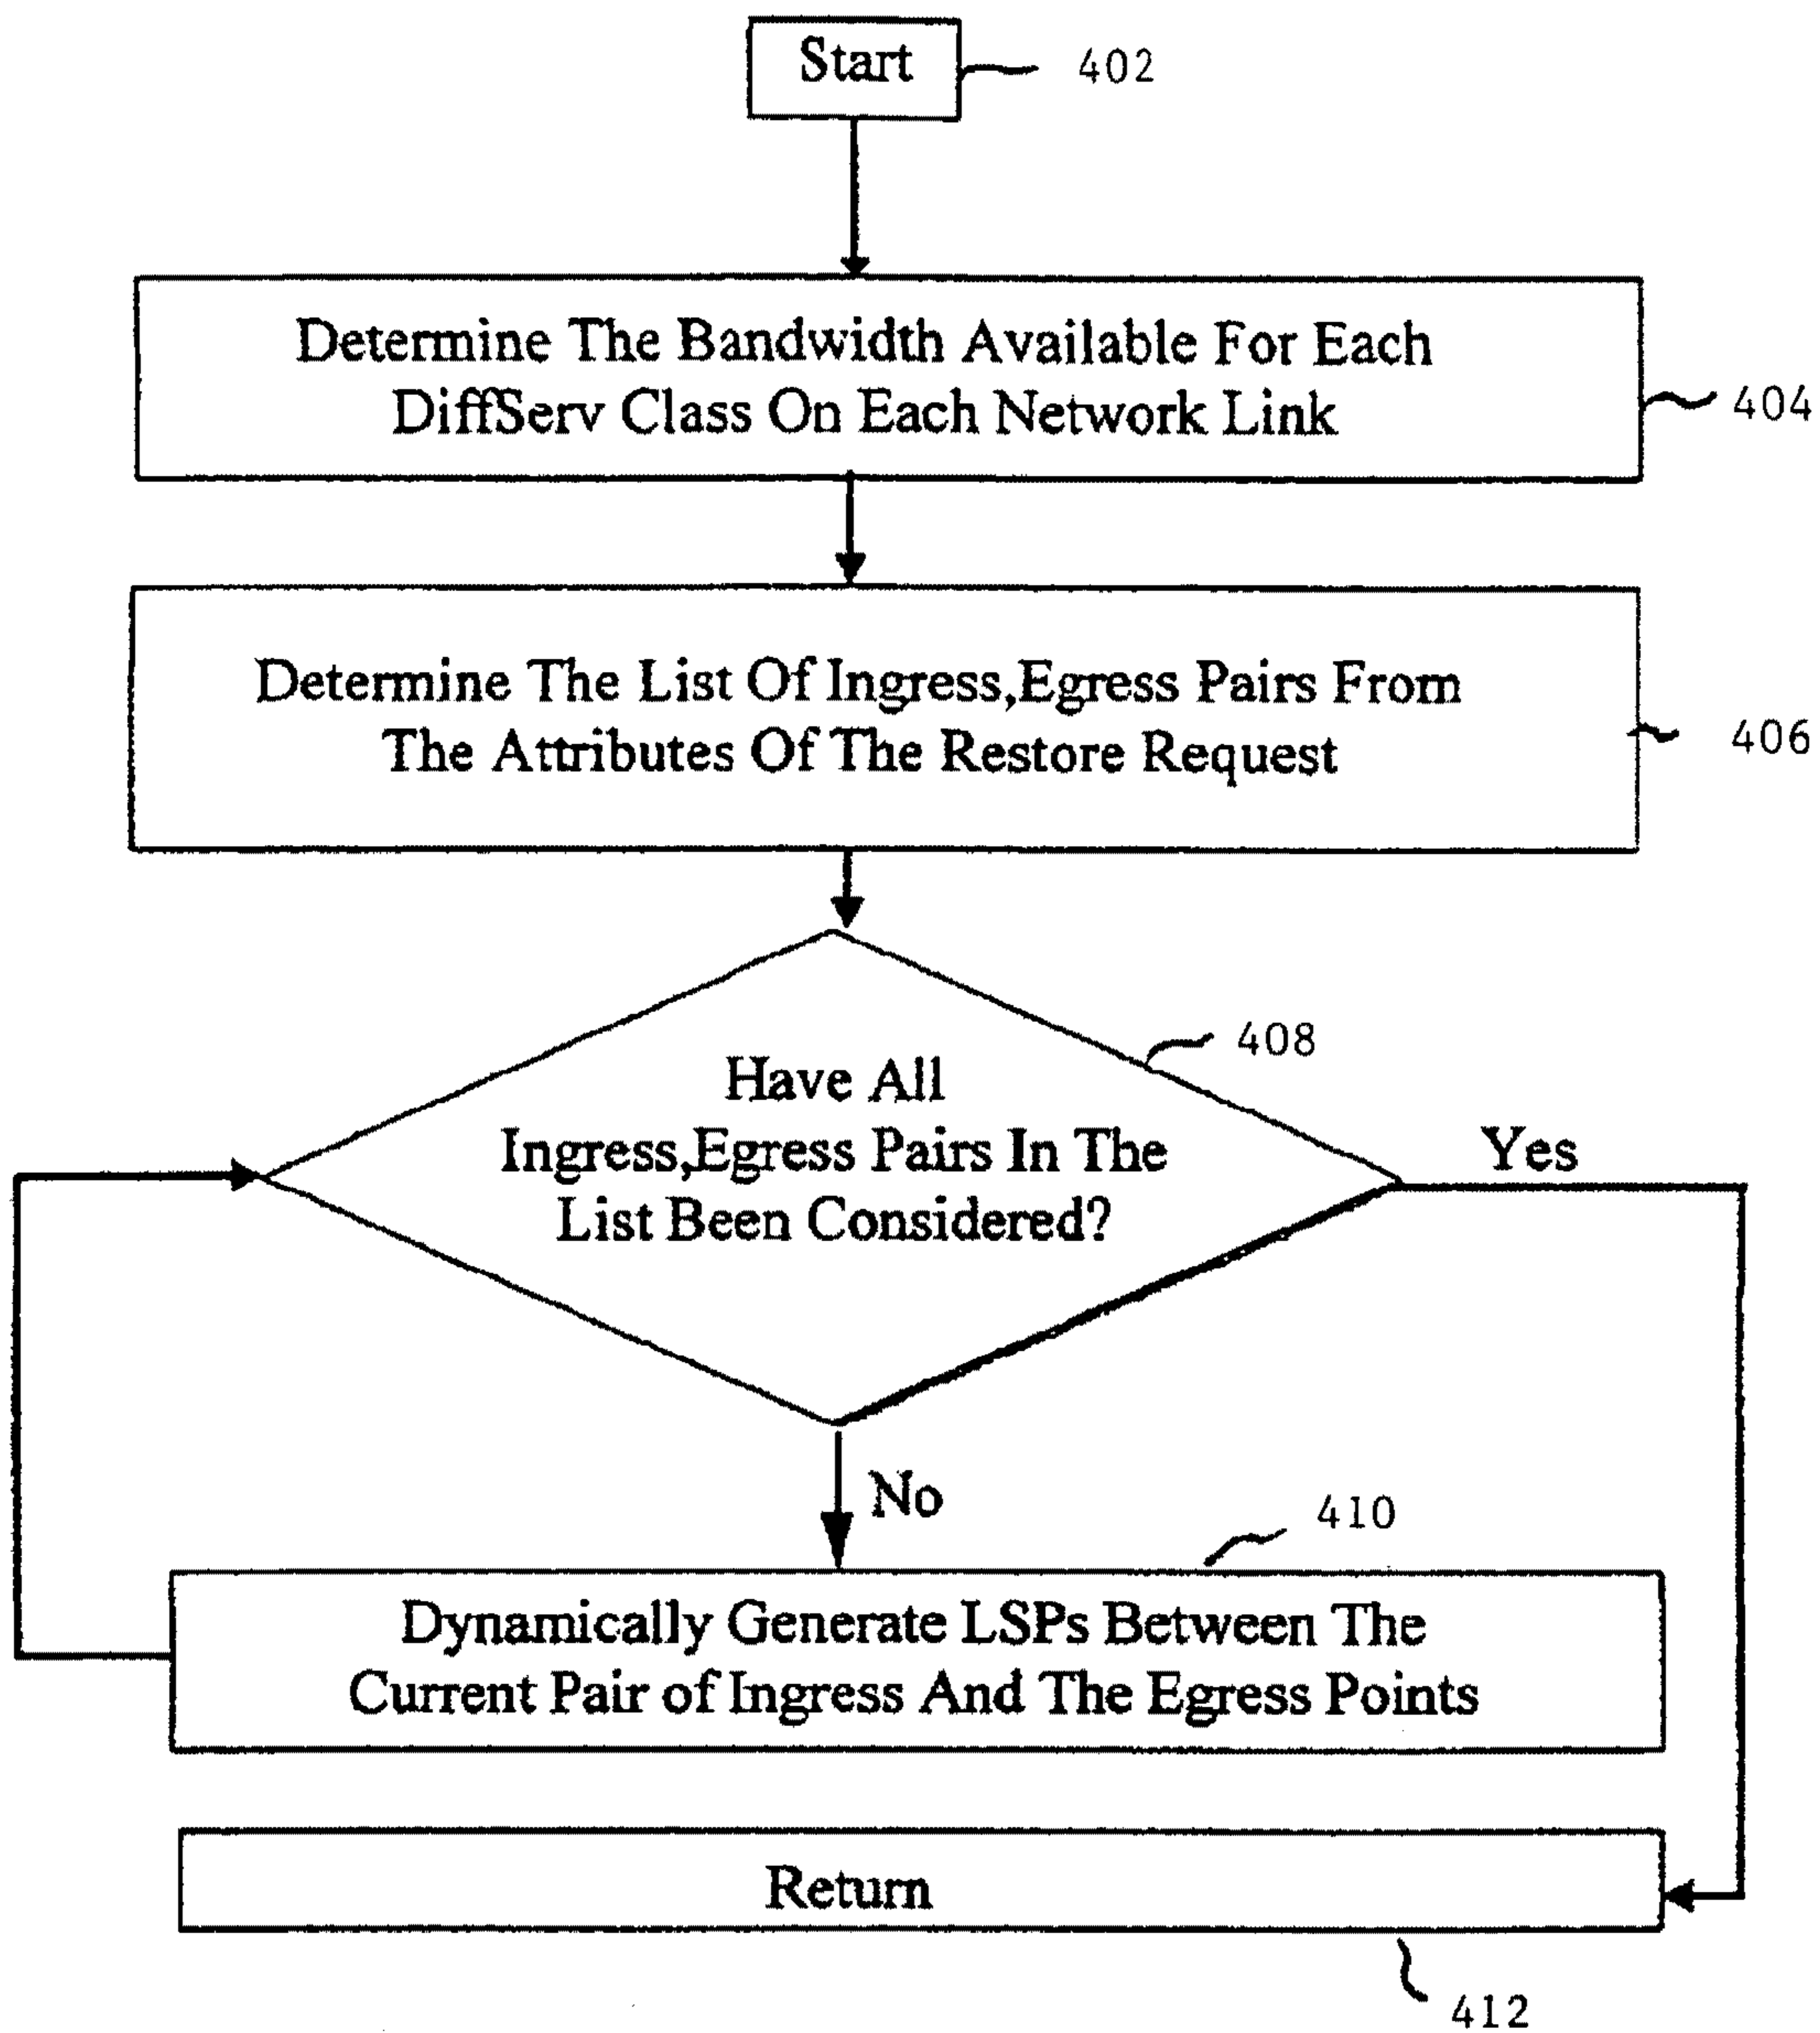 Start
402
Determine The Bandwidth Available For Each
DiffServ Class On Each Network Link
404
Determine The List Of Ingress,Egress Pairs From
The Attributes Of The Restore Request
406
408
Have All
Ingress,Egress Pairs In The
List Been Considered?
Yes
No
410
Dynamically Generate LSPs Between The
Current Pair of Ingress And The Egress Points
Return
412